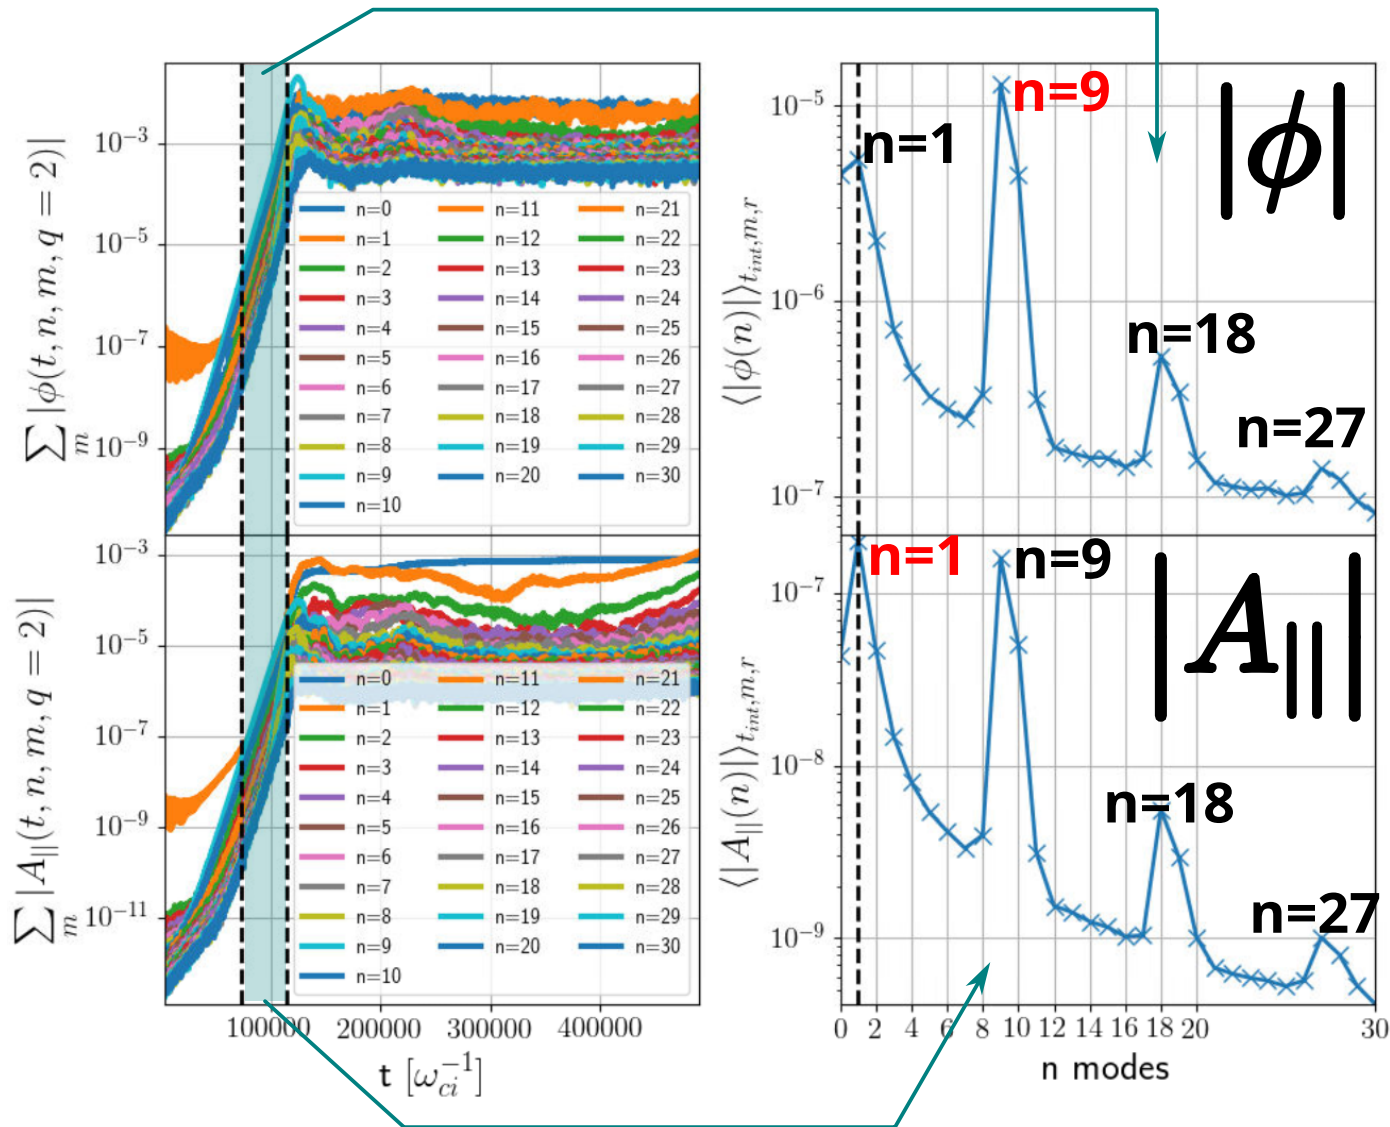 10⁻³
10⁻⁵
10⁻⁷
10⁻⁹
∑ₘ |ϕ(t, n, m, q = 2)|
n=0 n=11 n=21
n=1 n=12 n=22
n=2 n=13 n=23
n=3 n=14 n=24
n=4 n=15 n=25
n=5 n=16 n=26
n=6 n=17 n=27
n=7 n=18 n=28
n=8 n=19 n=29
n=9 n=20 n=30
n=10
10⁻⁵
10⁻⁶
10⁻⁷
⟨|ϕ(n)|⟩_{t_{int},m,r}
n=1
n=9
n=18
n=27
|ϕ|
10⁻³
10⁻⁵
10⁻⁷
10⁻⁹
10⁻¹¹
∑ₘ |A_{||}(t, n, m, q = 2)|
n=0 n=11 n=21
n=1 n=12 n=22
n=2 n=13 n=23
n=3 n=14 n=24
n=4 n=15 n=25
n=5 n=16 n=26
n=6 n=17 n=27
n=7 n=18 n=28
n=8 n=19 n=29
n=9 n=20 n=30
n=10
100000 200000 300000 400000
t [ω_{ci}^{-1}]
10⁻⁷
10⁻⁸
10⁻⁹
⟨|A_{||}(n)|⟩_{t_{int},m,r}
n=1
n=9
n=18
n=27
|A_{||}|
0 2 4 6 8 10 12 14 16 18 20 30
n modes